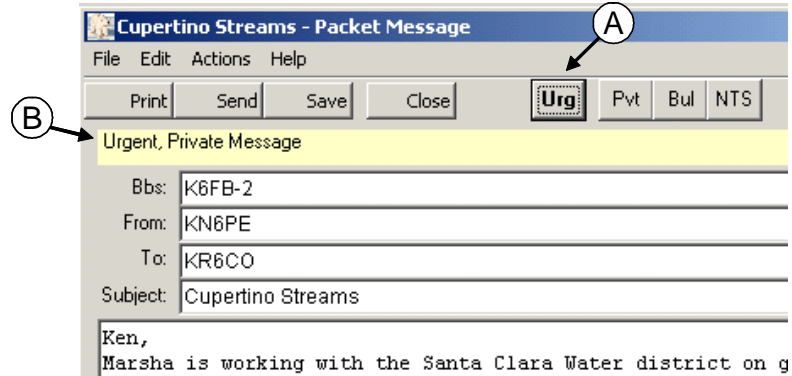 Cupertino Streams - Packet Message
A
File Edit Actions Help
Print Send Save Close Urg Pvt Bul NTS
B
Urgent, Private Message
Bbs: K6FB-2
From: KN6PE
To: KR6CO
Subject: Cupertino Streams
Ken,
Marsha is working with the Santa Clara Water district on g